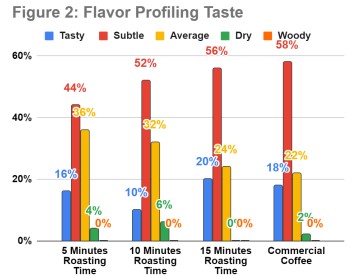 Figure 2: Flavor Profiling Taste
Tasty Subtle Average Dry Woody
60%
40%
20%
0%
16% 44% 36% 4% 0%
10% 52% 32% 6% 0%
20% 56% 24% 0% 0%
18% 58% 22% 2% 0%
5 Minutes
Roasting
Time
10 Minutes
Roasting
Time
15 Minutes
Roasting
Time
Commercial
Coffee